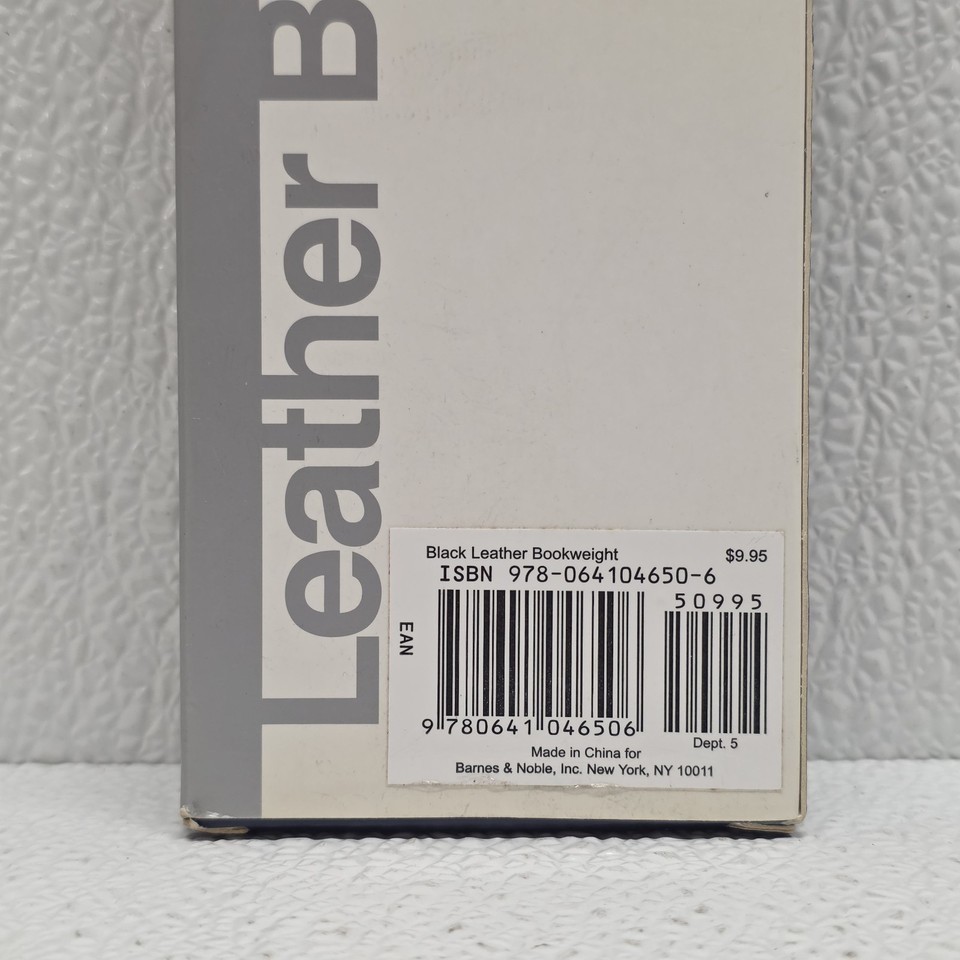 Leather B
Black Leather Bookweight $9.95
ISBN 978-064104650-6
50995
EAN
9 780641 046506
Dept. 5
Made in China for
Barnes & Noble, Inc. New York, NY 10011